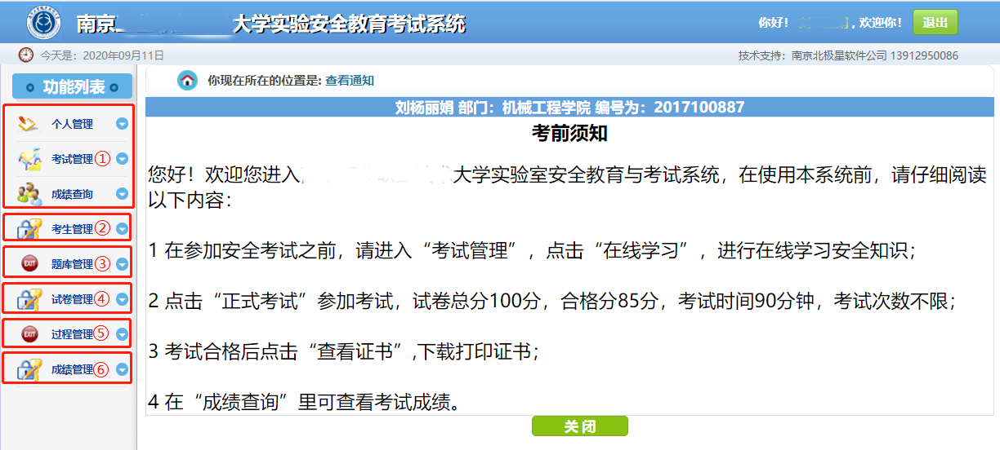 南京 大学实验安全教育考试系统
你好！ ，欢迎您！ 退出
今天是：2020年09月11日
技术支持：南京北极星软件公司 13912950086
功能列表
你现在所在的位置是: 查看通知
刘杨丽娟 部门：机械工程学院 编号为：2017100887
个人管理
考试管理①
成绩查询
考生管理②
题库管理③
试卷管理④
过程管理⑤
成绩管理⑥
考前须知
您好！欢迎您进入 大学实验室安全教育与考试系统，在使用本系统前，请仔细阅读
以下内容：
1 在参加安全考试之前，请进入“考试管理”，点击“在线学习”，进行在线学习安全知识；
2 点击“正式考试”参加考试，试卷总分100分，合格分85分，考试时间90分钟，考试次数不限；
3 考试合格后点击“查看证书”,下载打印证书；
4 在“成绩查询”里可查看考试成绩。
关 闭